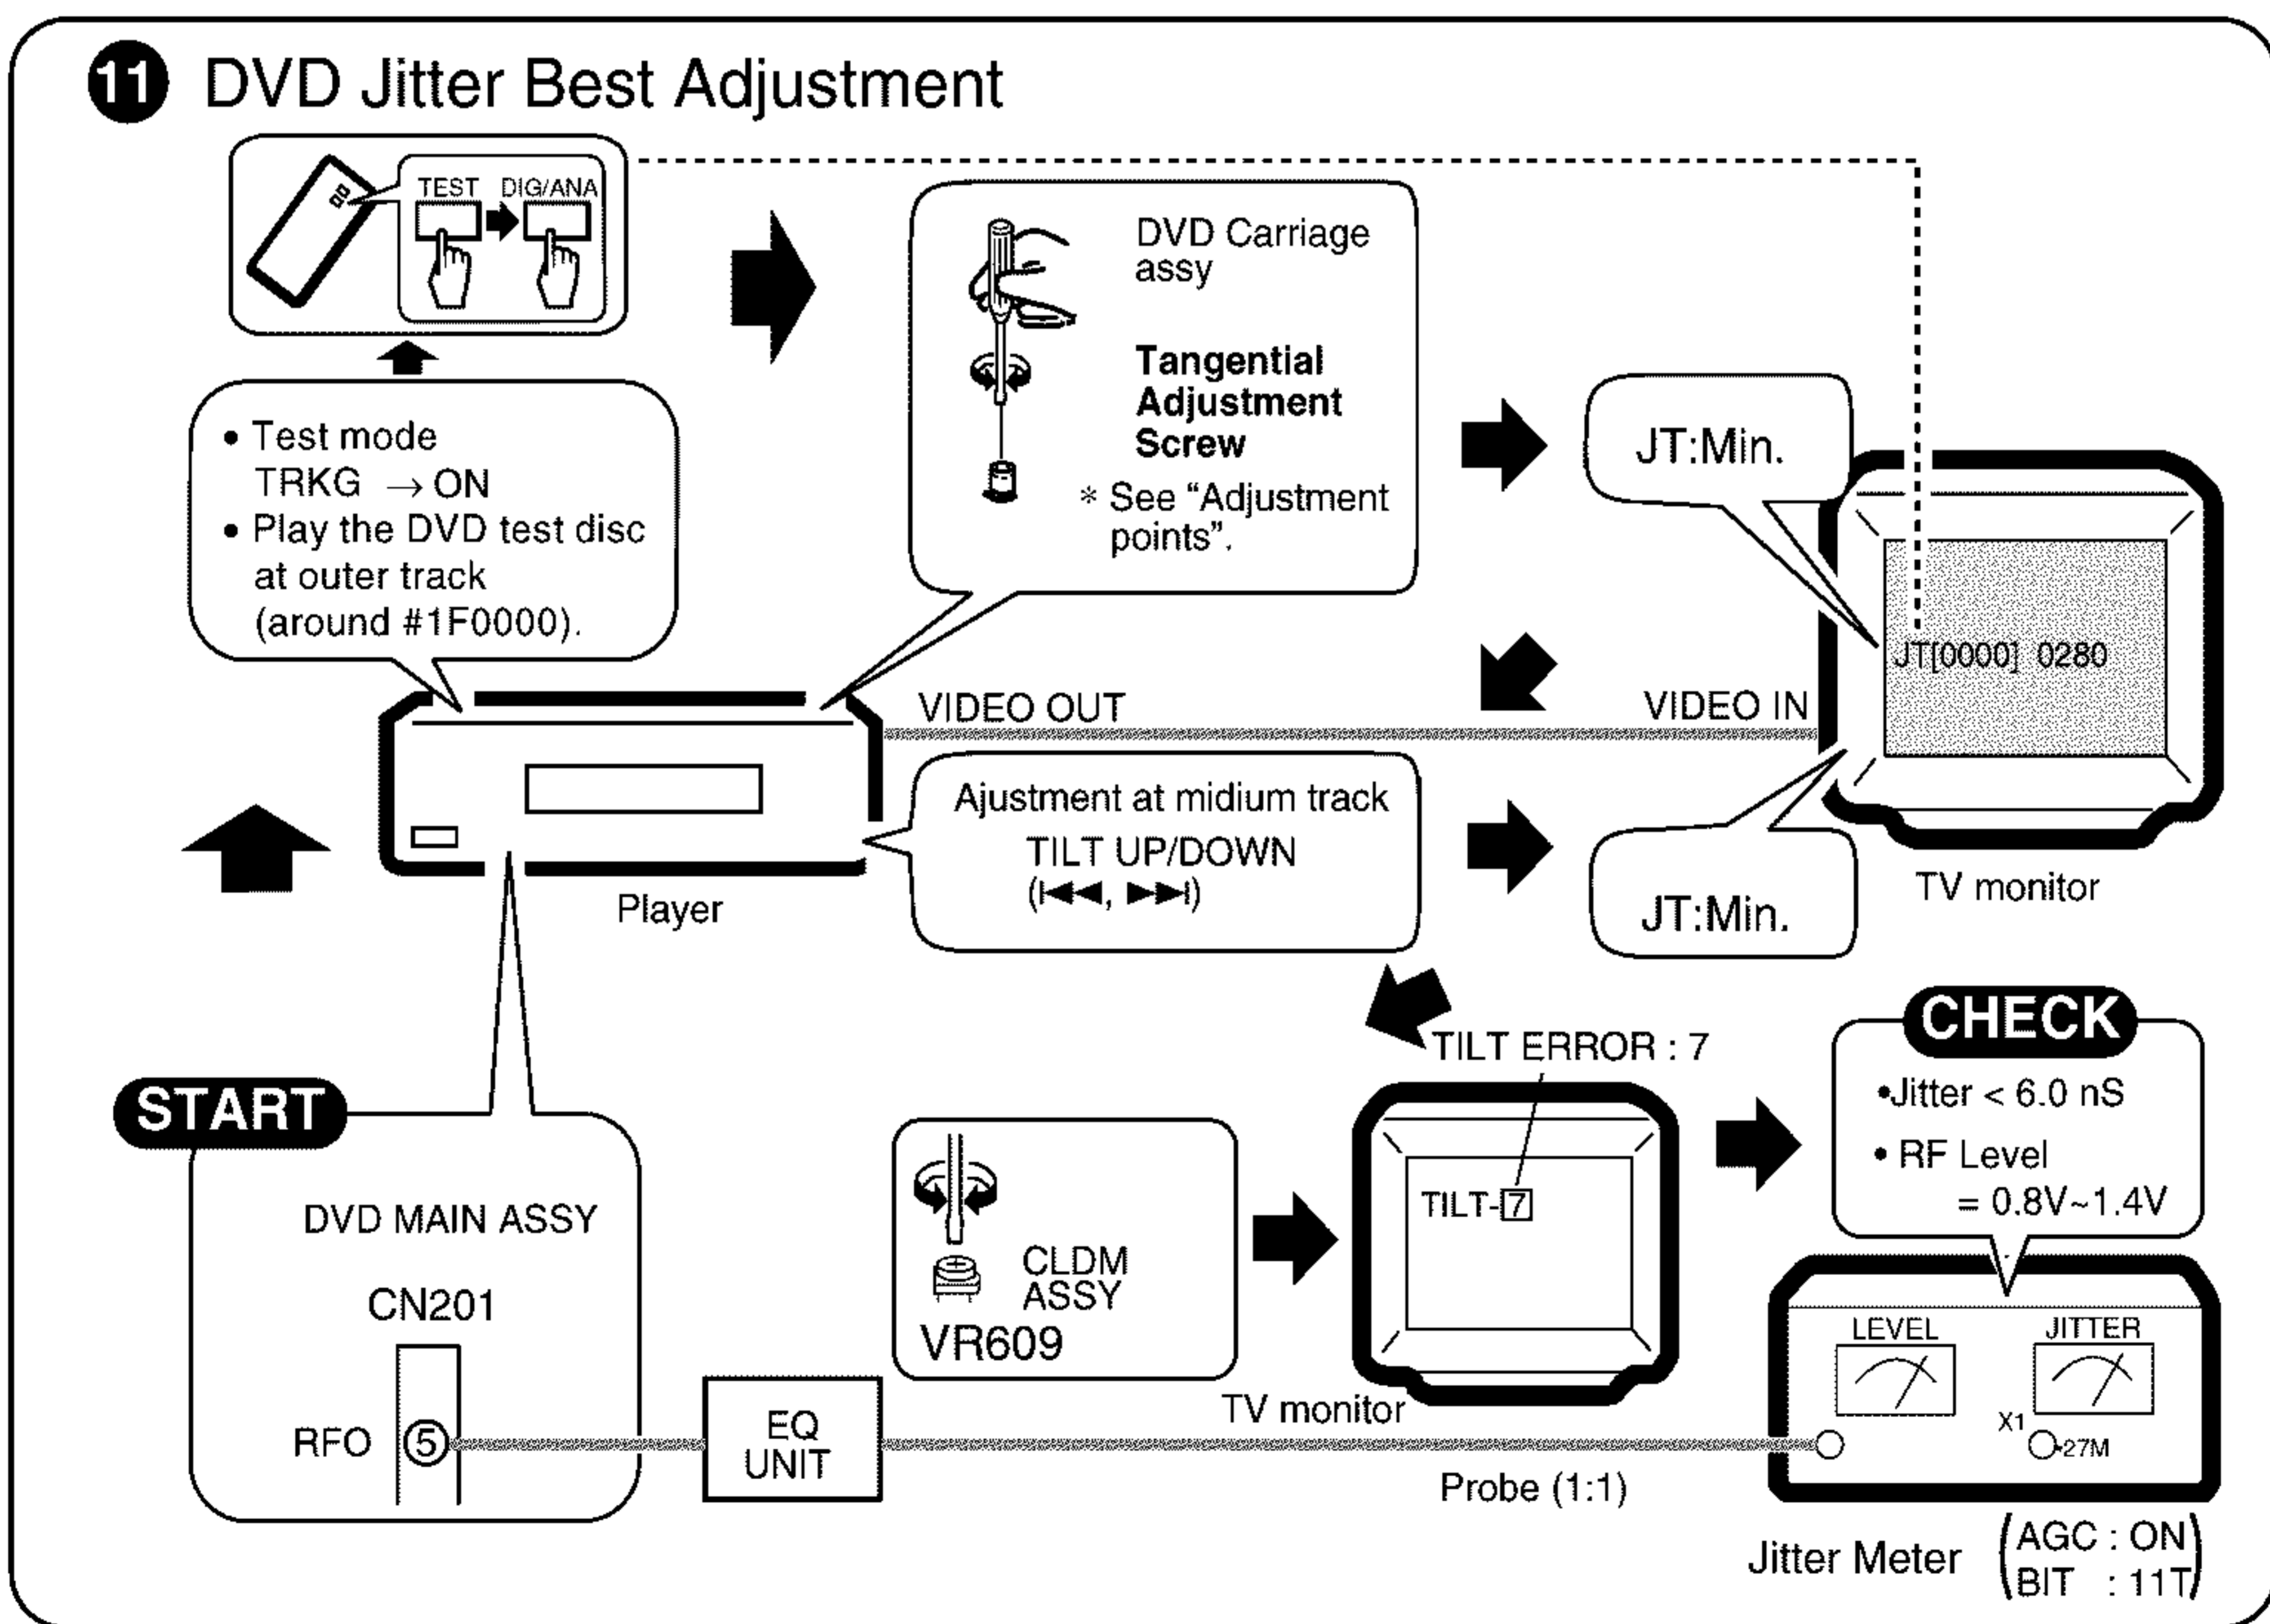 11 DVD Jitter Best Adjustment
TEST DIG/ANA
• Test mode
TRKG → ON
• Play the DVD test disc
at outer track
(around #1F0000).
DVD Carriage
assy
Tangential
Adjustment
Screw
* See “Adjustment
points”.
JT:Min.
JT[0000] 0280
VIDEO OUT
VIDEO IN
TV monitor
Player
Ajustment at midium track
TILT UP/DOWN
(⏮, ⏭)
JT:Min.
START
DVD MAIN ASSY
CN201
RFO ⑤
EQ
UNIT
CLDM
ASSY
VR609
TILT ERROR : 7
TILT-7
TV monitor
CHECK
•Jitter < 6.0 nS
• RF Level
= 0.8V~1.4V
LEVEL JITTER
X1
27M
Probe (1:1)
Jitter Meter
(AGC : ON
BIT : 11T)